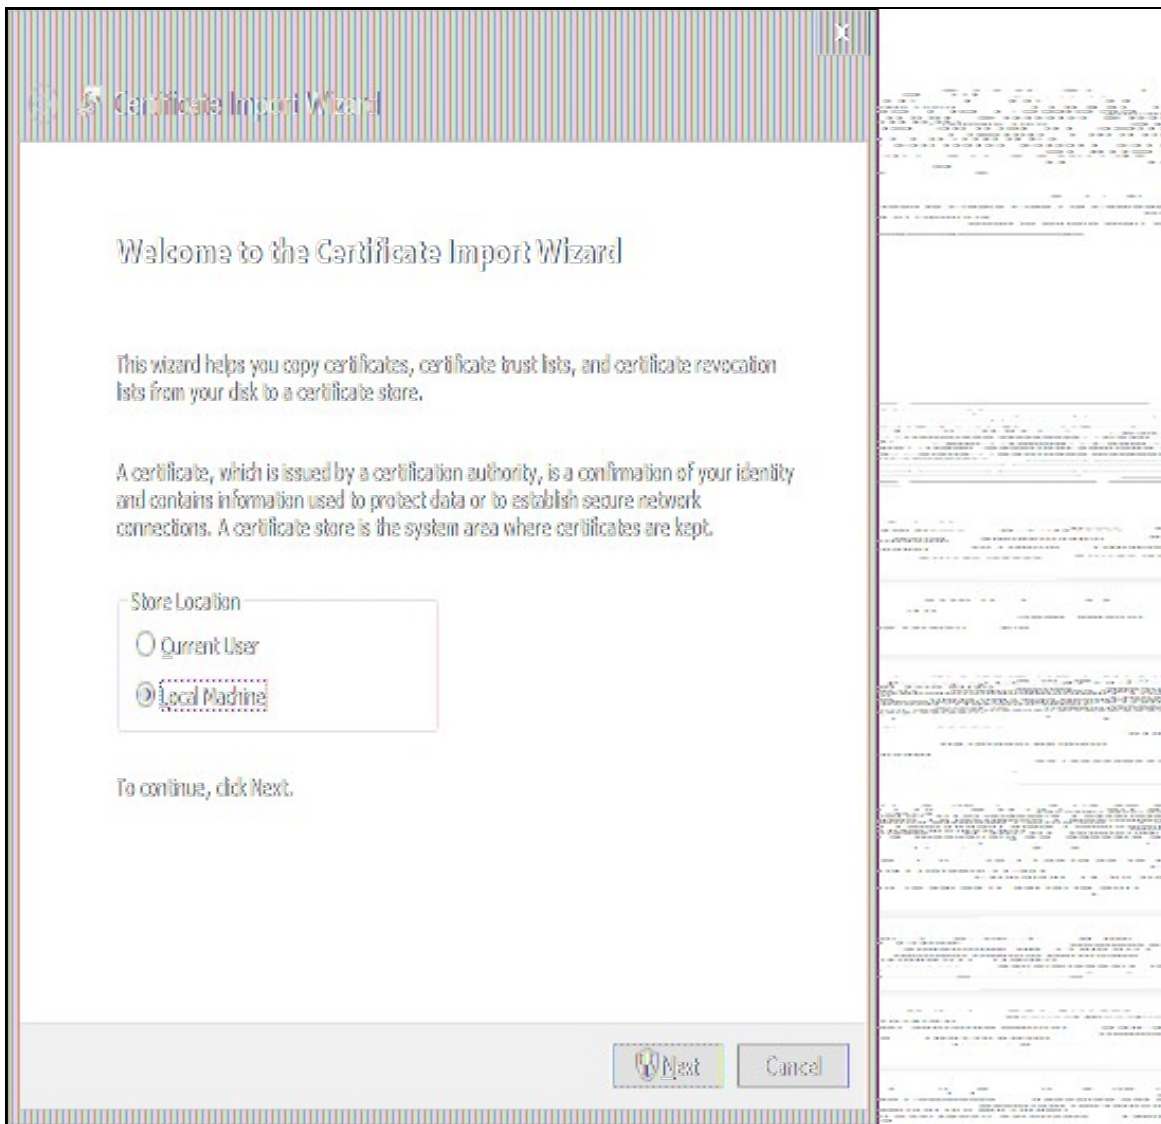 Certificate Import Wizard
Welcome to the Certificate Import Wizard
This wizard helps you copy certificates, certificate trust lists, and certificate revocation
lists from your disk to a certificate store.
A certificate, which is issued by a certification authority, is a confirmation of your identity
and contains information used to protect data or to establish secure network
connections. A certificate store is the system area where certificates are kept.
Store Location
Current User
Local Machine
To continue, click Next.
Next
Cancel